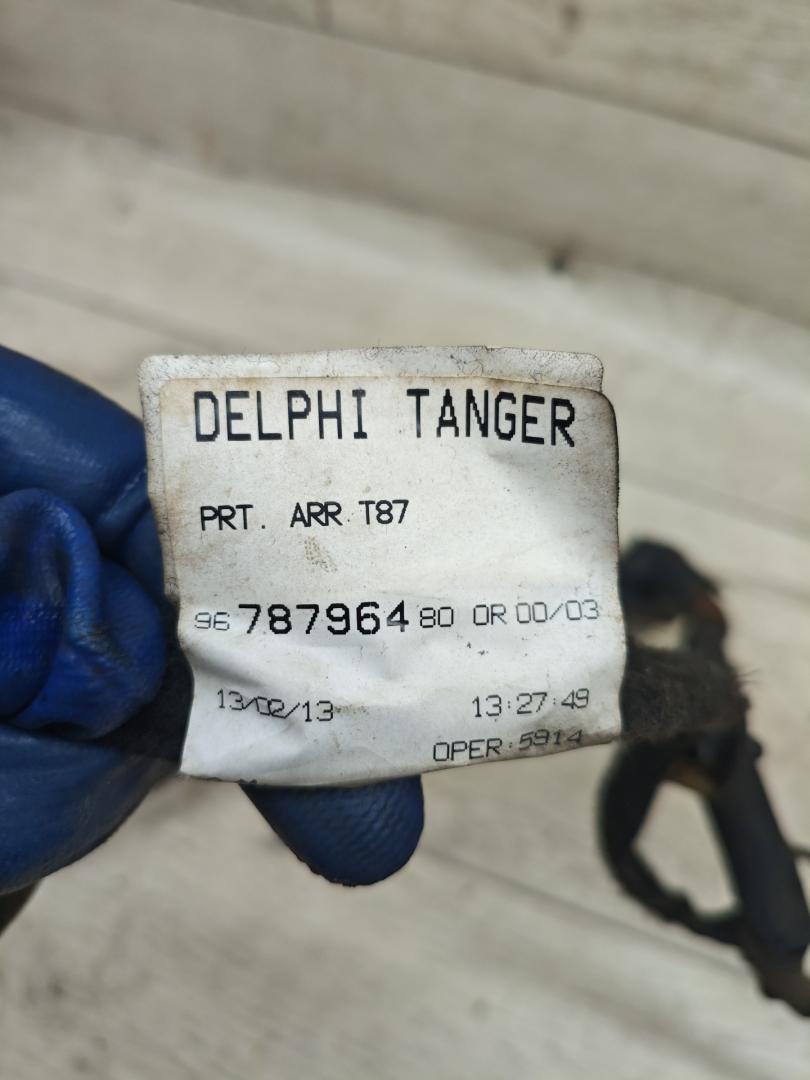 DELPHI TANGER
PRT. ARR T87
96 787964 80 OR 00/03
13/02/13 13:27:49
OPER:5914